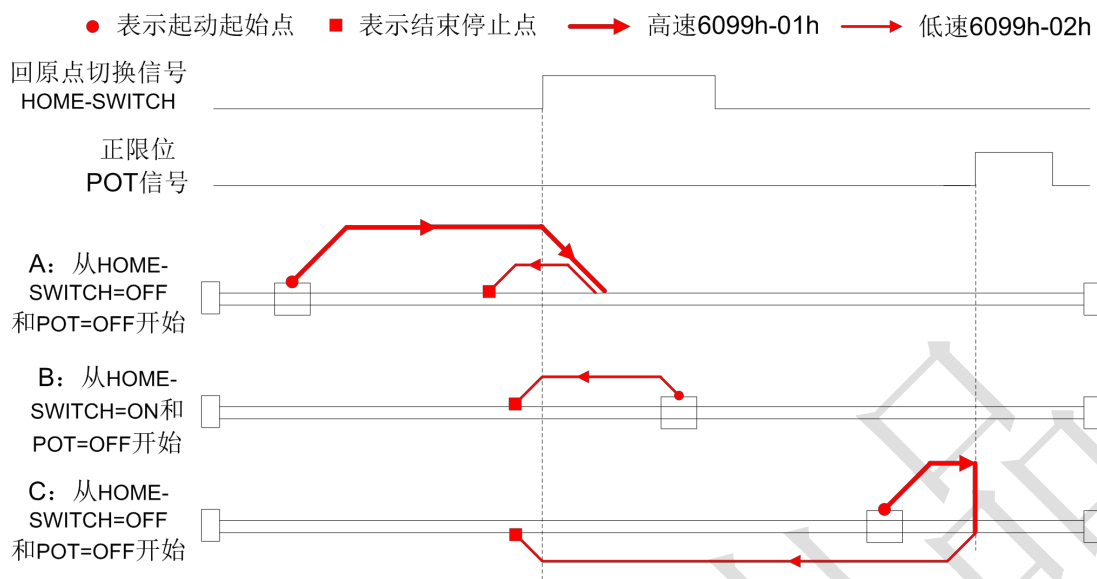 表示起动起始点 表示结束停止点 高速6099h-01h 低速6099h-02h
回原点切换信号
HOME-SWITCH
正限位
POT信号
A：从HOME-
SWITCH=OFF
和POT=OFF开始
B：从HOME-
SWITCH=ON和
POT=OFF开始
C：从HOME-
SWITCH=OFF
和POT=OFF开始